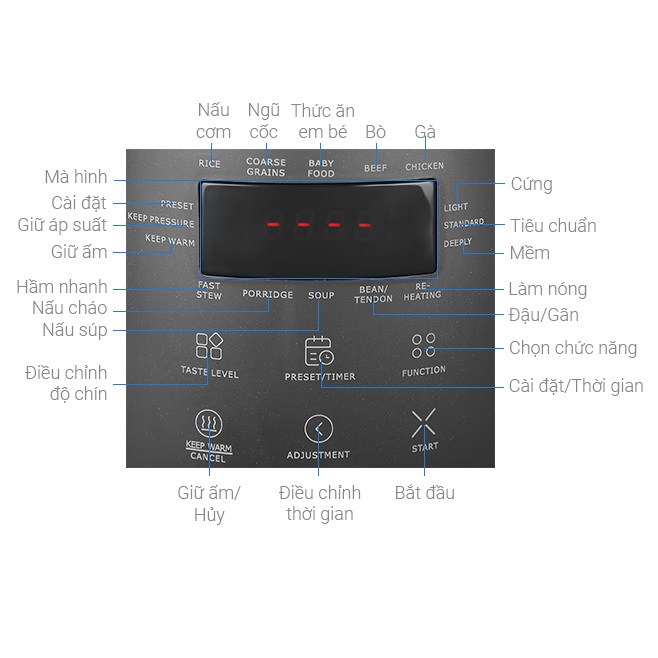 Nấu
cơm
Ngũ
cốc
Thức ăn
em bé
Bò
Gà
RICE
COARSE
GRAINS
BABY
FOOD
BEEF
CHICKEN
Mà hình
Cài đặt
Giữ áp suất
Giữ ấm
PRESET
KEEP PRESSURE
KEEP WARM
LIGHT
STANDARD
DEEPLY
Cứng
Tiêu chuẩn
Mềm
Hầm nhanh
Nấu cháo
Nấu súp
FAST
STEW
PORRIDGE
SOUP
BEAN/
TENDON
RE-
HEATING
Làm nóng
Đậu/Gân
Chọn chức năng
Cài đặt/Thời gian
Điều chỉnh
độ chín
TASTE LEVEL
PRESET/TIMER
FUNCTION
KEEP WARM
CANCEL
ADJUSTMENT
START
Giữ ấm/
Hủy
Điều chỉnh
thời gian
Bắt đầu